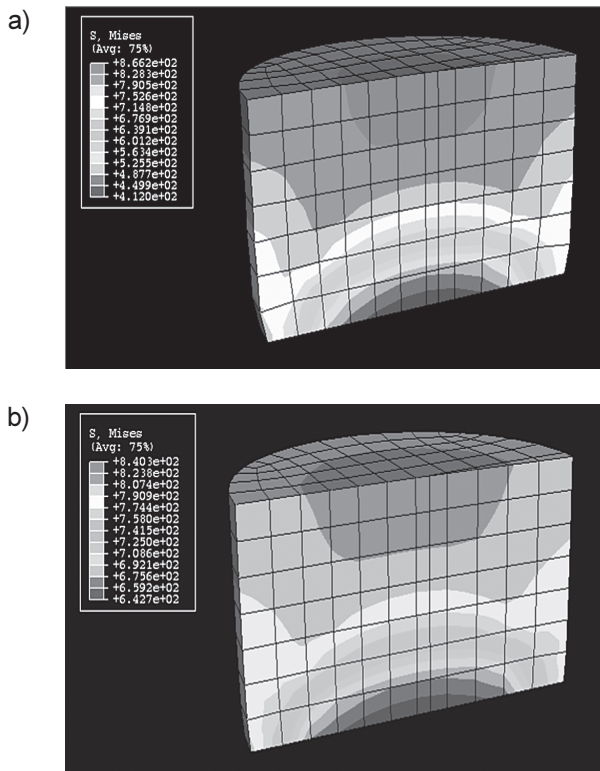 a)
S, Mises
(Avg: 75%)
+8.662e+02
+8.283e+02
+7.905e+02
+7.526e+02
+7.148e+02
+6.769e+02
+6.391e+02
+6.012e+02
+5.634e+02
+5.255e+02
+4.877e+02
+4.499e+02
+4.120e+02
b)
S, Mises
(Avg: 75%)
+8.403e+02
+8.238e+02
+8.074e+02
+7.909e+02
+7.744e+02
+7.580e+02
+7.415e+02
+7.250e+02
+7.086e+02
+6.921e+02
+6.756e+02
+6.592e+02
+6.427e+02